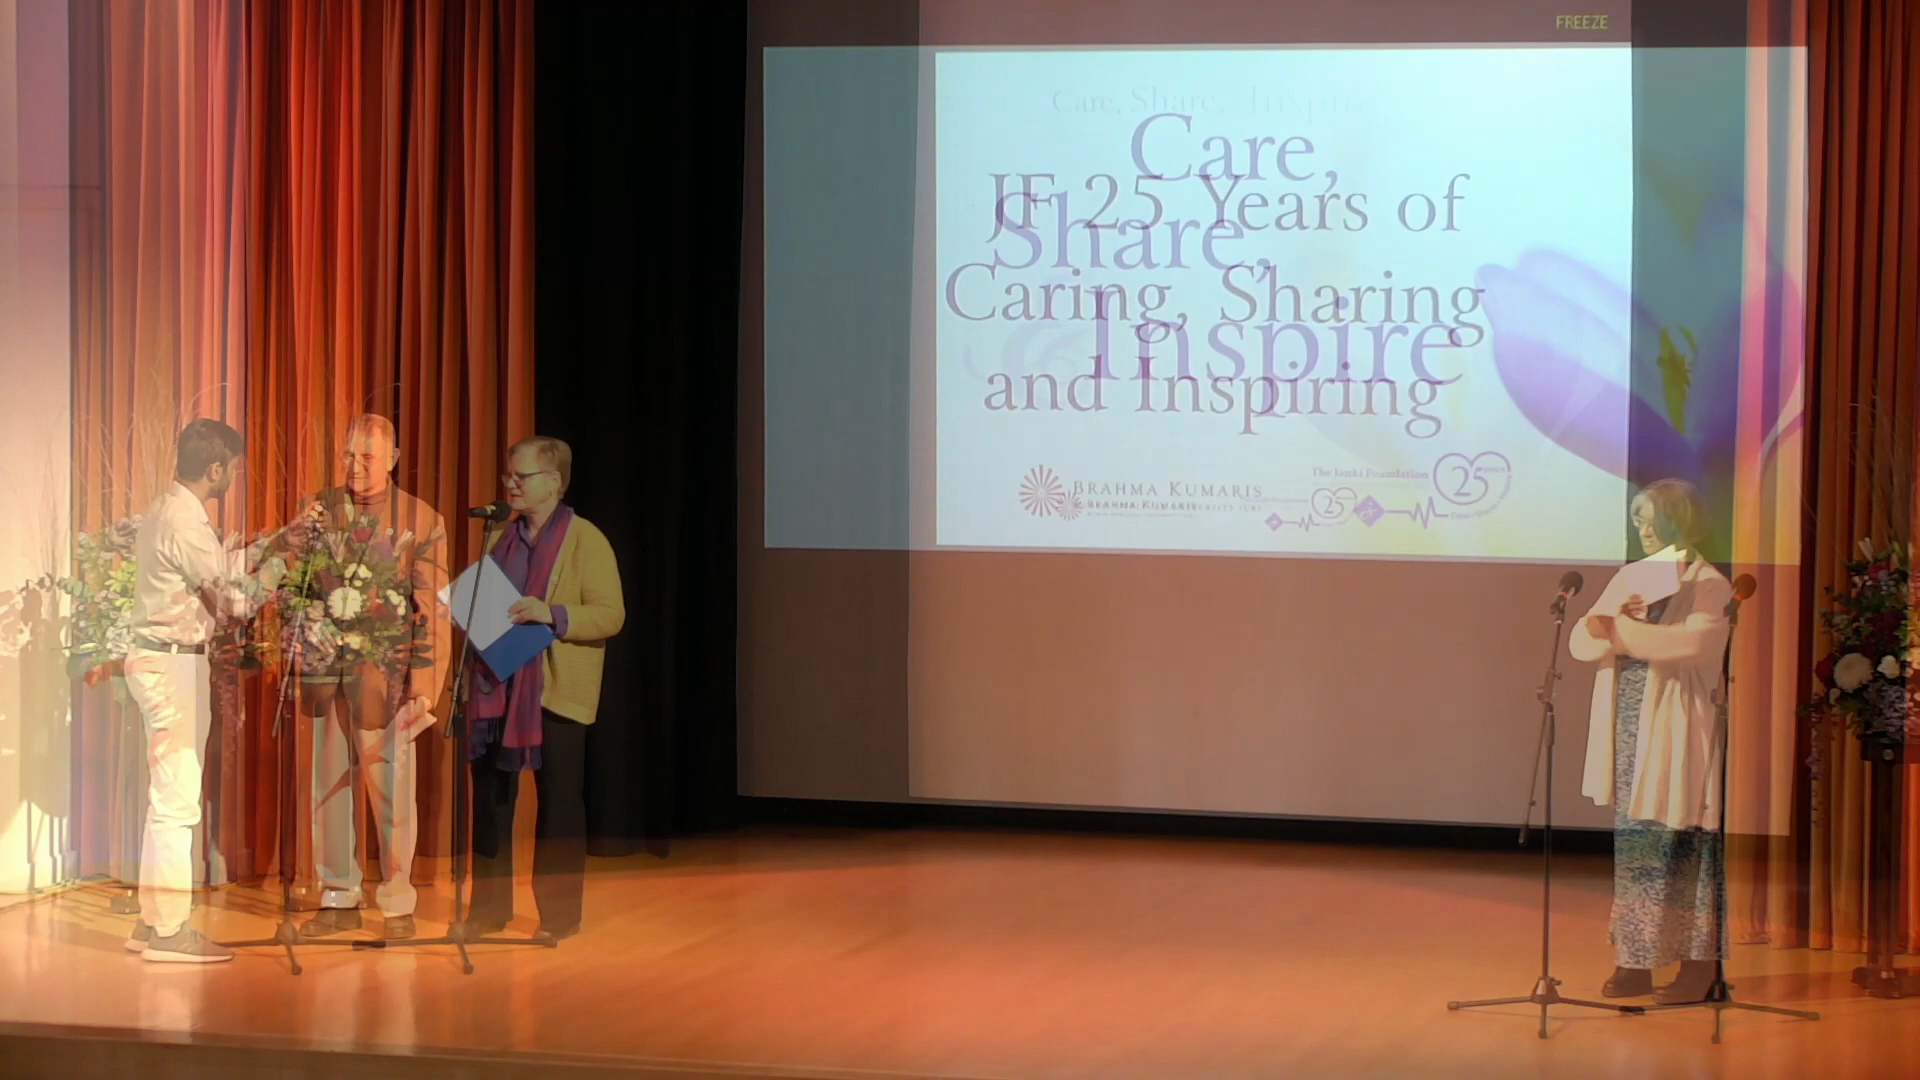 FREEZE
Care, Share, Inspire
Care,
Share,
Inspire
JF 25 Years of
Caring, Sharing
and Inspiring
BRAHMA KUMARIS
BRAHMA KUMARIS
The Janki Foundation
25 years
25